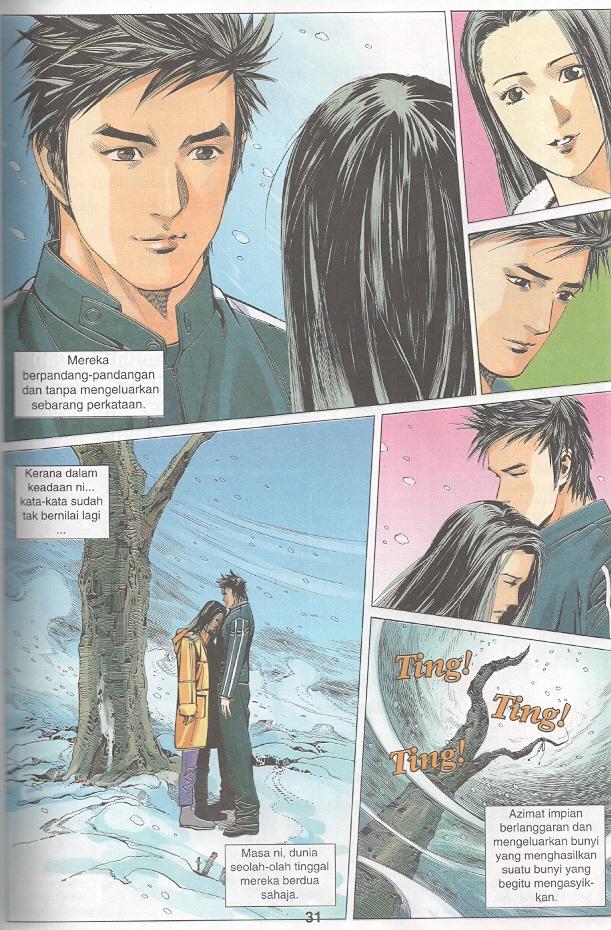 Mereka
berpandang-pandangan
dan tanpa mengeluarkan
sebarang perkataan.
Kerana dalam
keadaan ni...
kata-kata sudah
tak bernilai lagi
...
Masa ni, dunia
seolah-olah tinggal
mereka berdua
sahaja.
Ting!
Ting!
Ting!
Azimat impian
berlanggaran dan
mengeluarkan bunyi
yang menghasilkan
suatu bunyi yang
begitu mengasyik-
kan.
31